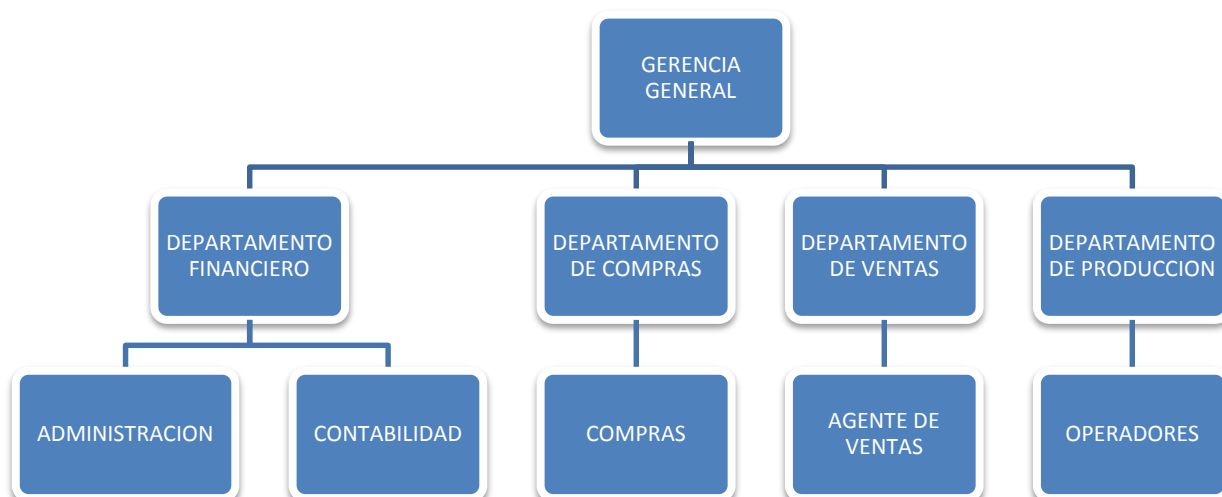 GERENCIA
GENERAL
DEPARTAMENTO
FINANCIERO
DEPARTAMENTO
DE COMPRAS
DEPARTAMENTO
DE VENTAS
DEPARTAMENTO
DE PRODUCCION
ADMINISTRACION
CONTABILIDAD
COMPRAS
AGENTE DE
VENTAS
OPERADORES